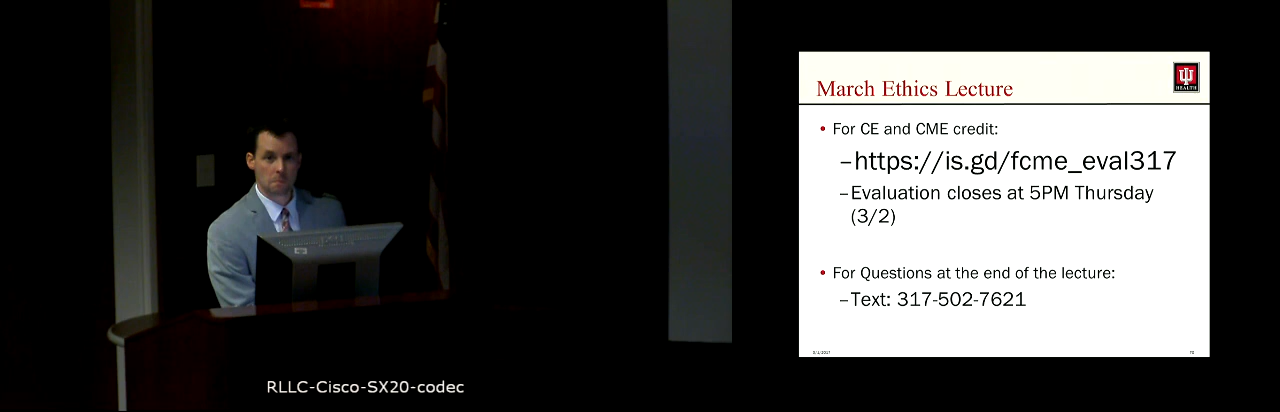 March Ethics Lecture
HEALTH
• For CE and CME credit:
–https://is.gd/fcme_eval317
–Evaluation closes at 5PM Thursday
(3/2)
• For Questions at the end of the lecture:
–Text: 317-502-7621
RLLC-Cisco-SX20-codec